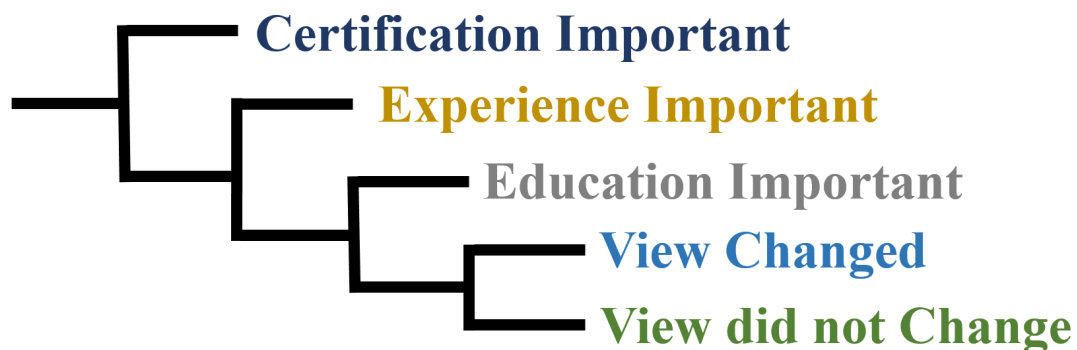 Certification Important
Experience Important
Education Important
View Changed
View did not Change